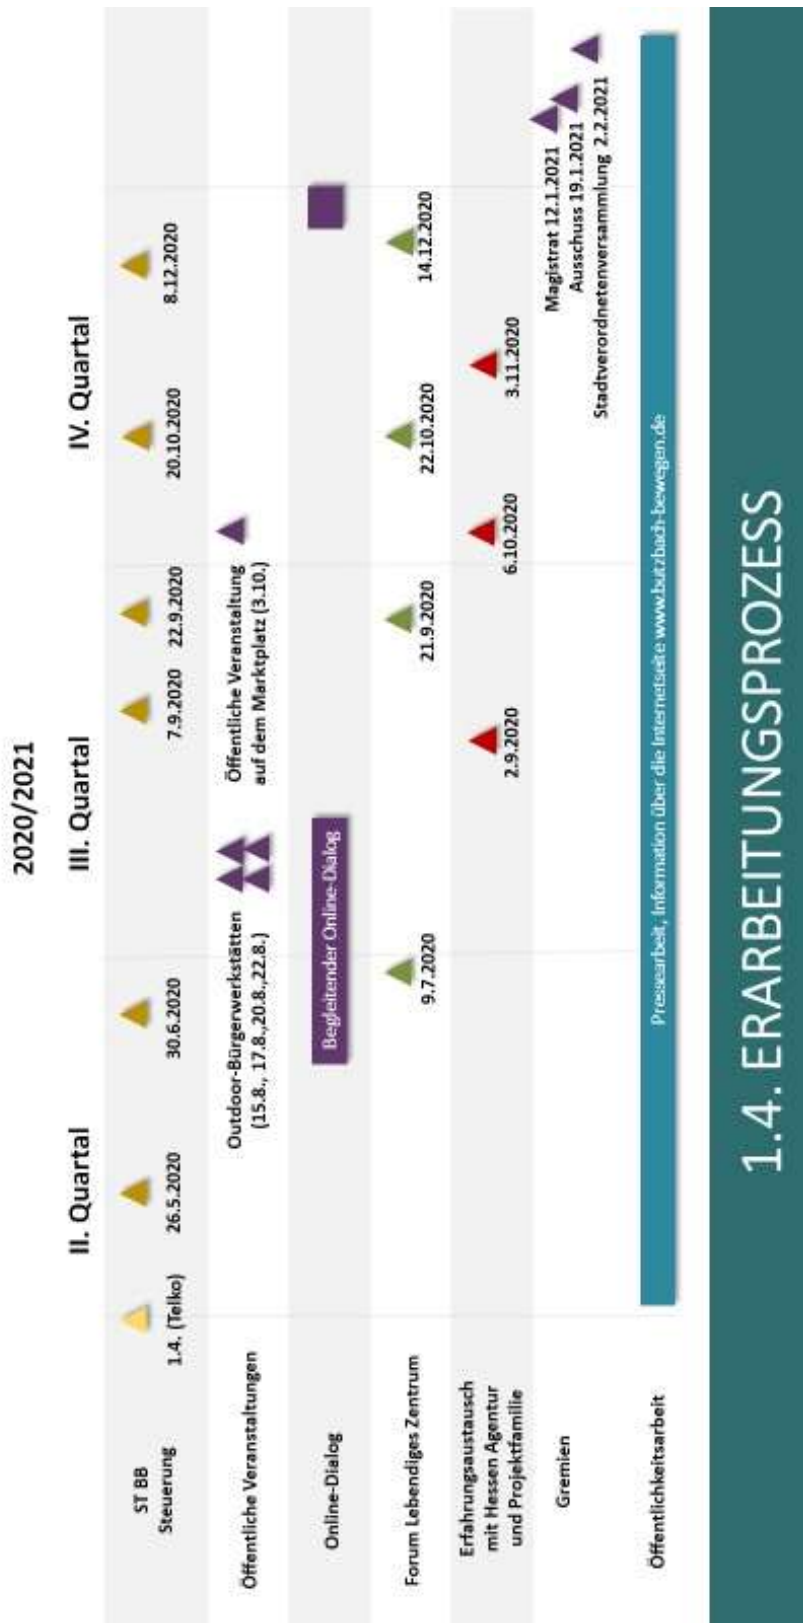 2020/2021
II. Quartal
III. Quartal
IV. Quartal
ST BB
Steuerung
1.4. (Telko)
26.5.2020
30.6.2020
7.9.2020
22.9.2020
20.10.2020
8.12.2020
Öffentliche Veranstaltungen
Outdoor-Bürgerwerkstätten
(15.8., 17.8.,20.8.,22.8.)
Öffentliche Veranstaltung
auf dem Marktplatz (3.10.)
Online-Dialog
Begleitender Online-Dialog
Forum Lebendiges Zentrum
9.7.2020
21.9.2020
22.10.2020
14.12.2020
Erfahrungsaustausch
mit Hessen Agentur
und Projektfamilie
2.9.2020
6.10.2020
3.11.2020
Gremien
Magistrat 12.1.2021
Ausschuss 19.1.2021
Stadtverordnetenversammlung 2.2.2021
Öffentlichkeitsarbeit
Pressearbeit, Information über die Internetseite www.butzbach-bewegen.de
1.4. ERARBEITUNGSPROZESS